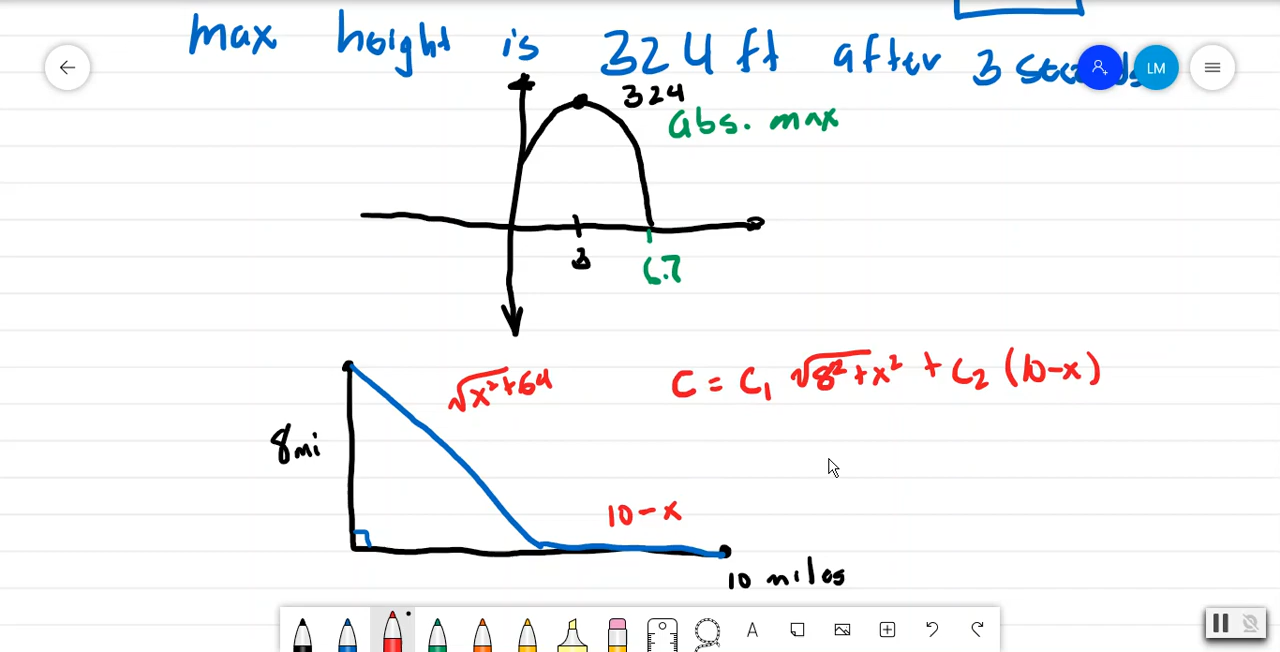 max height is 324 ft after 3 seconds
LM
324
abs. max
3
6.7
√x²+64
C = C₁ √8²+x² + C₂ (10-x)
8mi
10-x
10 miles
A